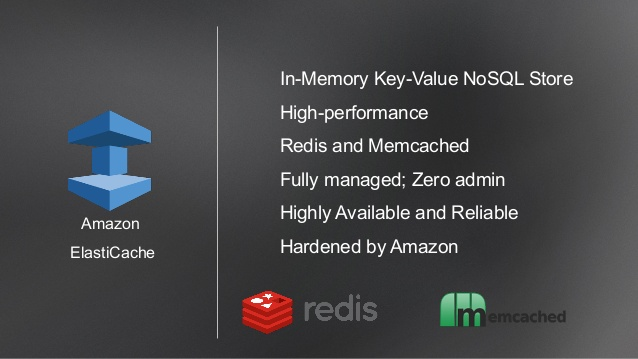 Amazon
ElastiCache
In-Memory Key-Value NoSQL Store
High-performance
Redis and Memcached
Fully managed; Zero admin
Highly Available and Reliable
Hardened by Amazon
redis
memcached